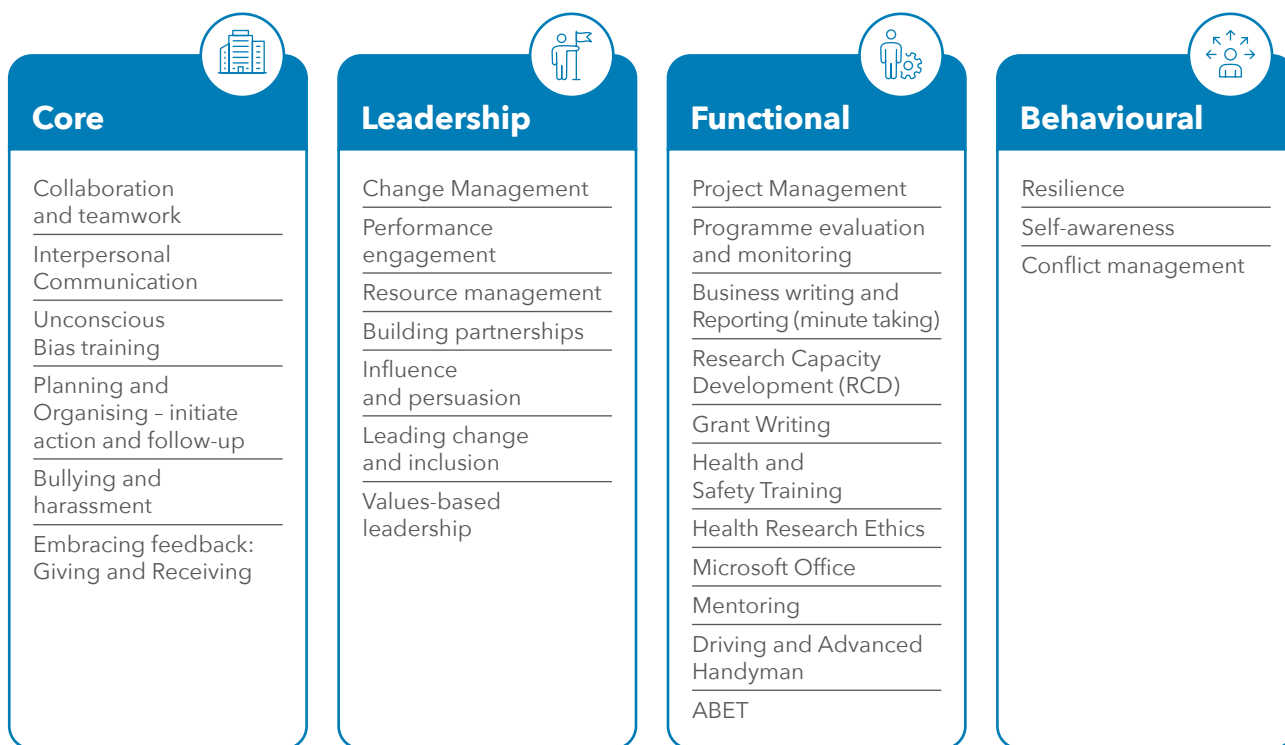 Core
Collaboration
and teamwork
Interpersonal
Communication
Unconscious
Bias training
Planning and
Organising – initiate
action and follow-up
Bullying and
harassment
Embracing feedback:
Giving and Receiving
Leadership
Change Management
Performance
engagement
Resource management
Building partnerships
Influence
and persuasion
Leading change
and inclusion
Values-based
leadership
Functional
Project Management
Programme evaluation
and monitoring
Business writing and
Reporting (minute taking)
Research Capacity
Development (RCD)
Grant Writing
Health and
Safety Training
Health Research Ethics
Microsoft Office
Mentoring
Driving and Advanced
Handyman
ABET
Behavioural
Resilience
Self-awareness
Conflict management